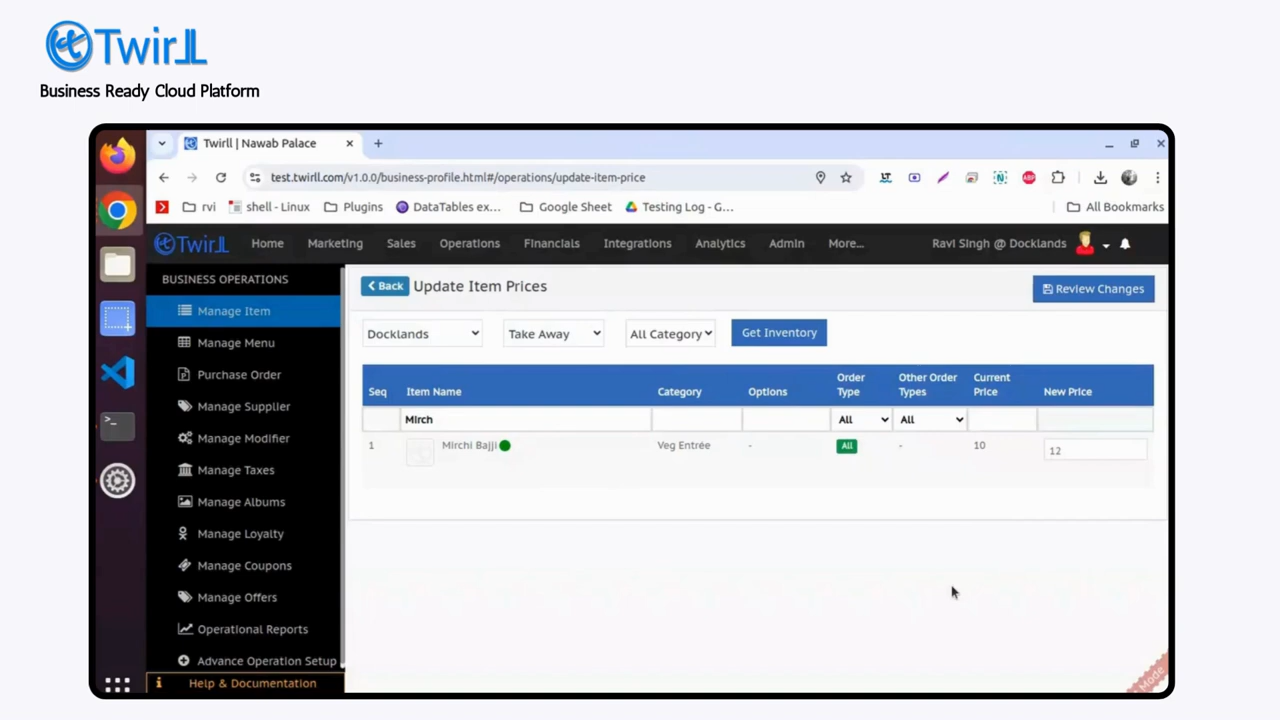 Twirll
Business Ready Cloud Platform
Twirll | Nawab Palace
test.twirll.com/v1.0.0/business-profile.html#/operations/update-item-price
rvi shell - Linux Plugins DataTables ex... Google Sheet Testing Log - G... All Bookmarks
Twirll Home Marketing Sales Operations Financials Integrations Analytics Admin More... Ravi Singh @ Docklands
BUSINESS OPERATIONS
Manage Item
Manage Menu
Purchase Order
Manage Supplier
Manage Modifier
Manage Taxes
Manage Albums
Manage Loyalty
Manage Coupons
Manage Offers
Operational Reports
Advance Operation Setup
Help & Documentation
Back Update Item Prices Review Changes
Docklands Take Away All Category Get Inventory
Seq Item Name Category Options Order Type Other Order Types Current Price New Price
Mirch All All
1 Mirchi Bajji Veg Entrée - All - 10 12
Mode